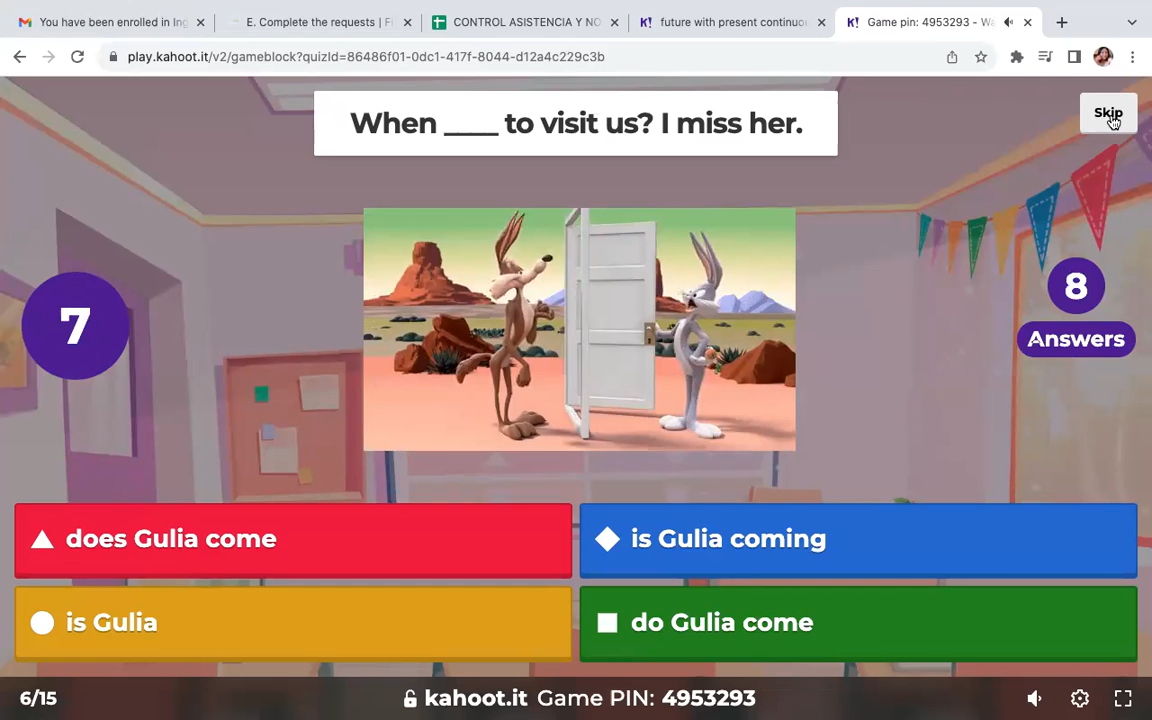 You have been enrolled in Ing
E. Complete the requests | Fl
CONTROL ASISTENCIA Y NO
future with present continuou
Game pin: 4953293 - Wa
play.kahoot.it/v2/gameblock?quizId=86486f01-0dc1-417f-8044-d12a4c229c3b
When ____ to visit us? I miss her.
Skip
7
8
Answers
does Gulia come
is Gulia coming
is Gulia
do Gulia come
6/15
kahoot.it Game PIN: 4953293